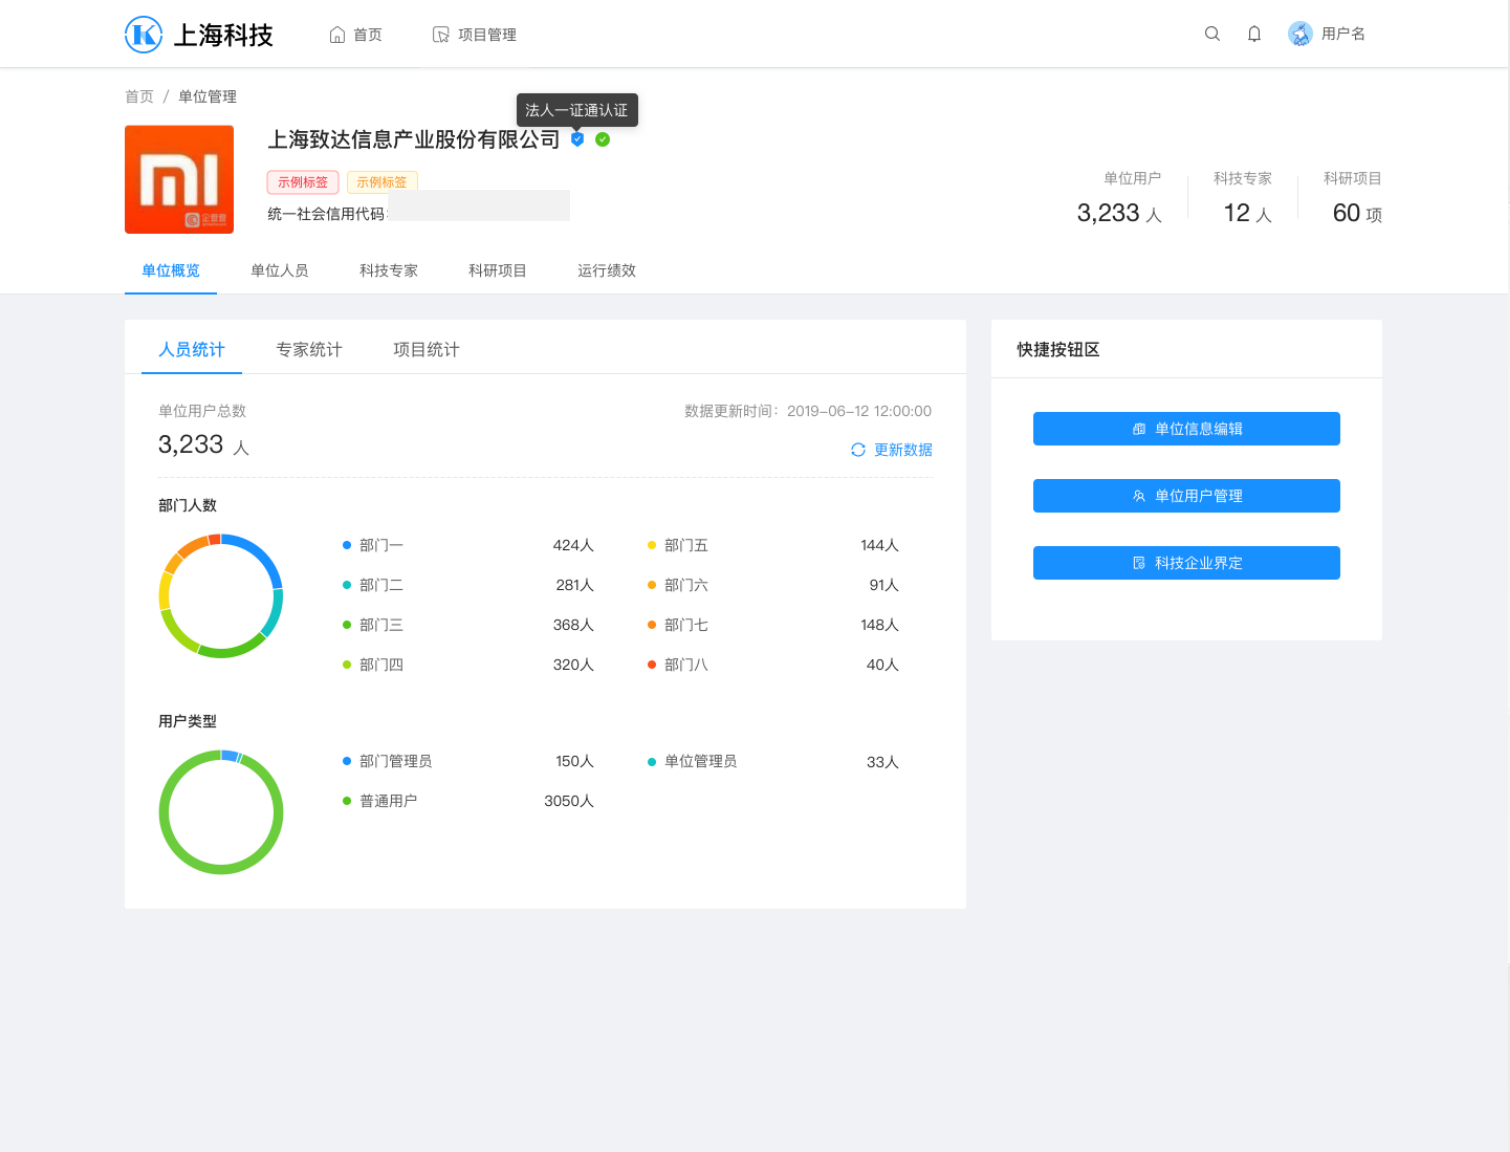 上海科技
首页
项目管理
用户名
首页 / 单位管理
法人一证通认证
上海致达信息产业股份有限公司
示例标签 示例标签
统一社会信用代码:
单位用户
3,233 人
科技专家
12 人
科研项目
60 项
单位概览 单位人员 科技专家 科研项目 运行绩效
人员统计 专家统计 项目统计
单位用户总数
3,233 人
数据更新时间：2019-06-12 12:00:00
更新数据
部门人数
部门一 424人
部门五 144人
部门二 281人
部门六 91人
部门三 368人
部门七 148人
部门四 320人
部门八 40人
用户类型
部门管理员 150人
单位管理员 33人
普通用户 3050人
快捷按钮区
单位信息编辑
单位用户管理
科技企业界定